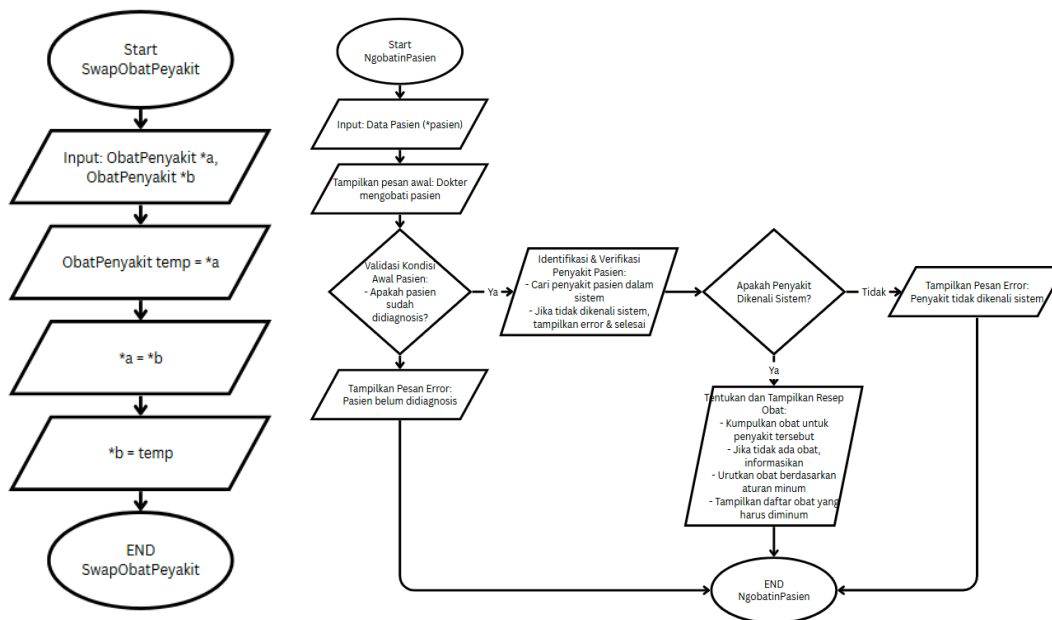 Start
SwapObatPeyakit
Input: ObatPenyakit *a,
ObatPenyakit *b
ObatPenyakit temp = *a
*a = *b
*b = temp
END
SwapObatPeyakit
Start
NgobatinPasien
Input: Data Pasien (*pasien)
Tampilkan pesan awal: Dokter
mengobati pasien
Validasi Kondisi
Awal Pasien:
- Apakah pasien
sudah
didiagnosis?
Ya
Identifikasi & Verifikasi
Penyakit Pasien:
- Cari penyakit pasien dalam
sistem
- Jika tidak dikenali sistem,
tampilkan error & selesai
Apakah Penyakit
Dikenali Sistem?
Tidak
Tampilkan Pesan Error:
Penyakit tidak dikenali sistem
Tampilkan Pesan Error:
Pasien belum didiagnosis
Ya
Tentukan dan Tampilkan Resep
Obat:
- Kumpulkan obat untuk
penyakit tersebut
- Jika tidak ada obat,
informasikan
- Urutkan obat berdasarkan
aturan minum
- Tampilkan daftar obat yang
harus diminum
END
NgobatinPasien